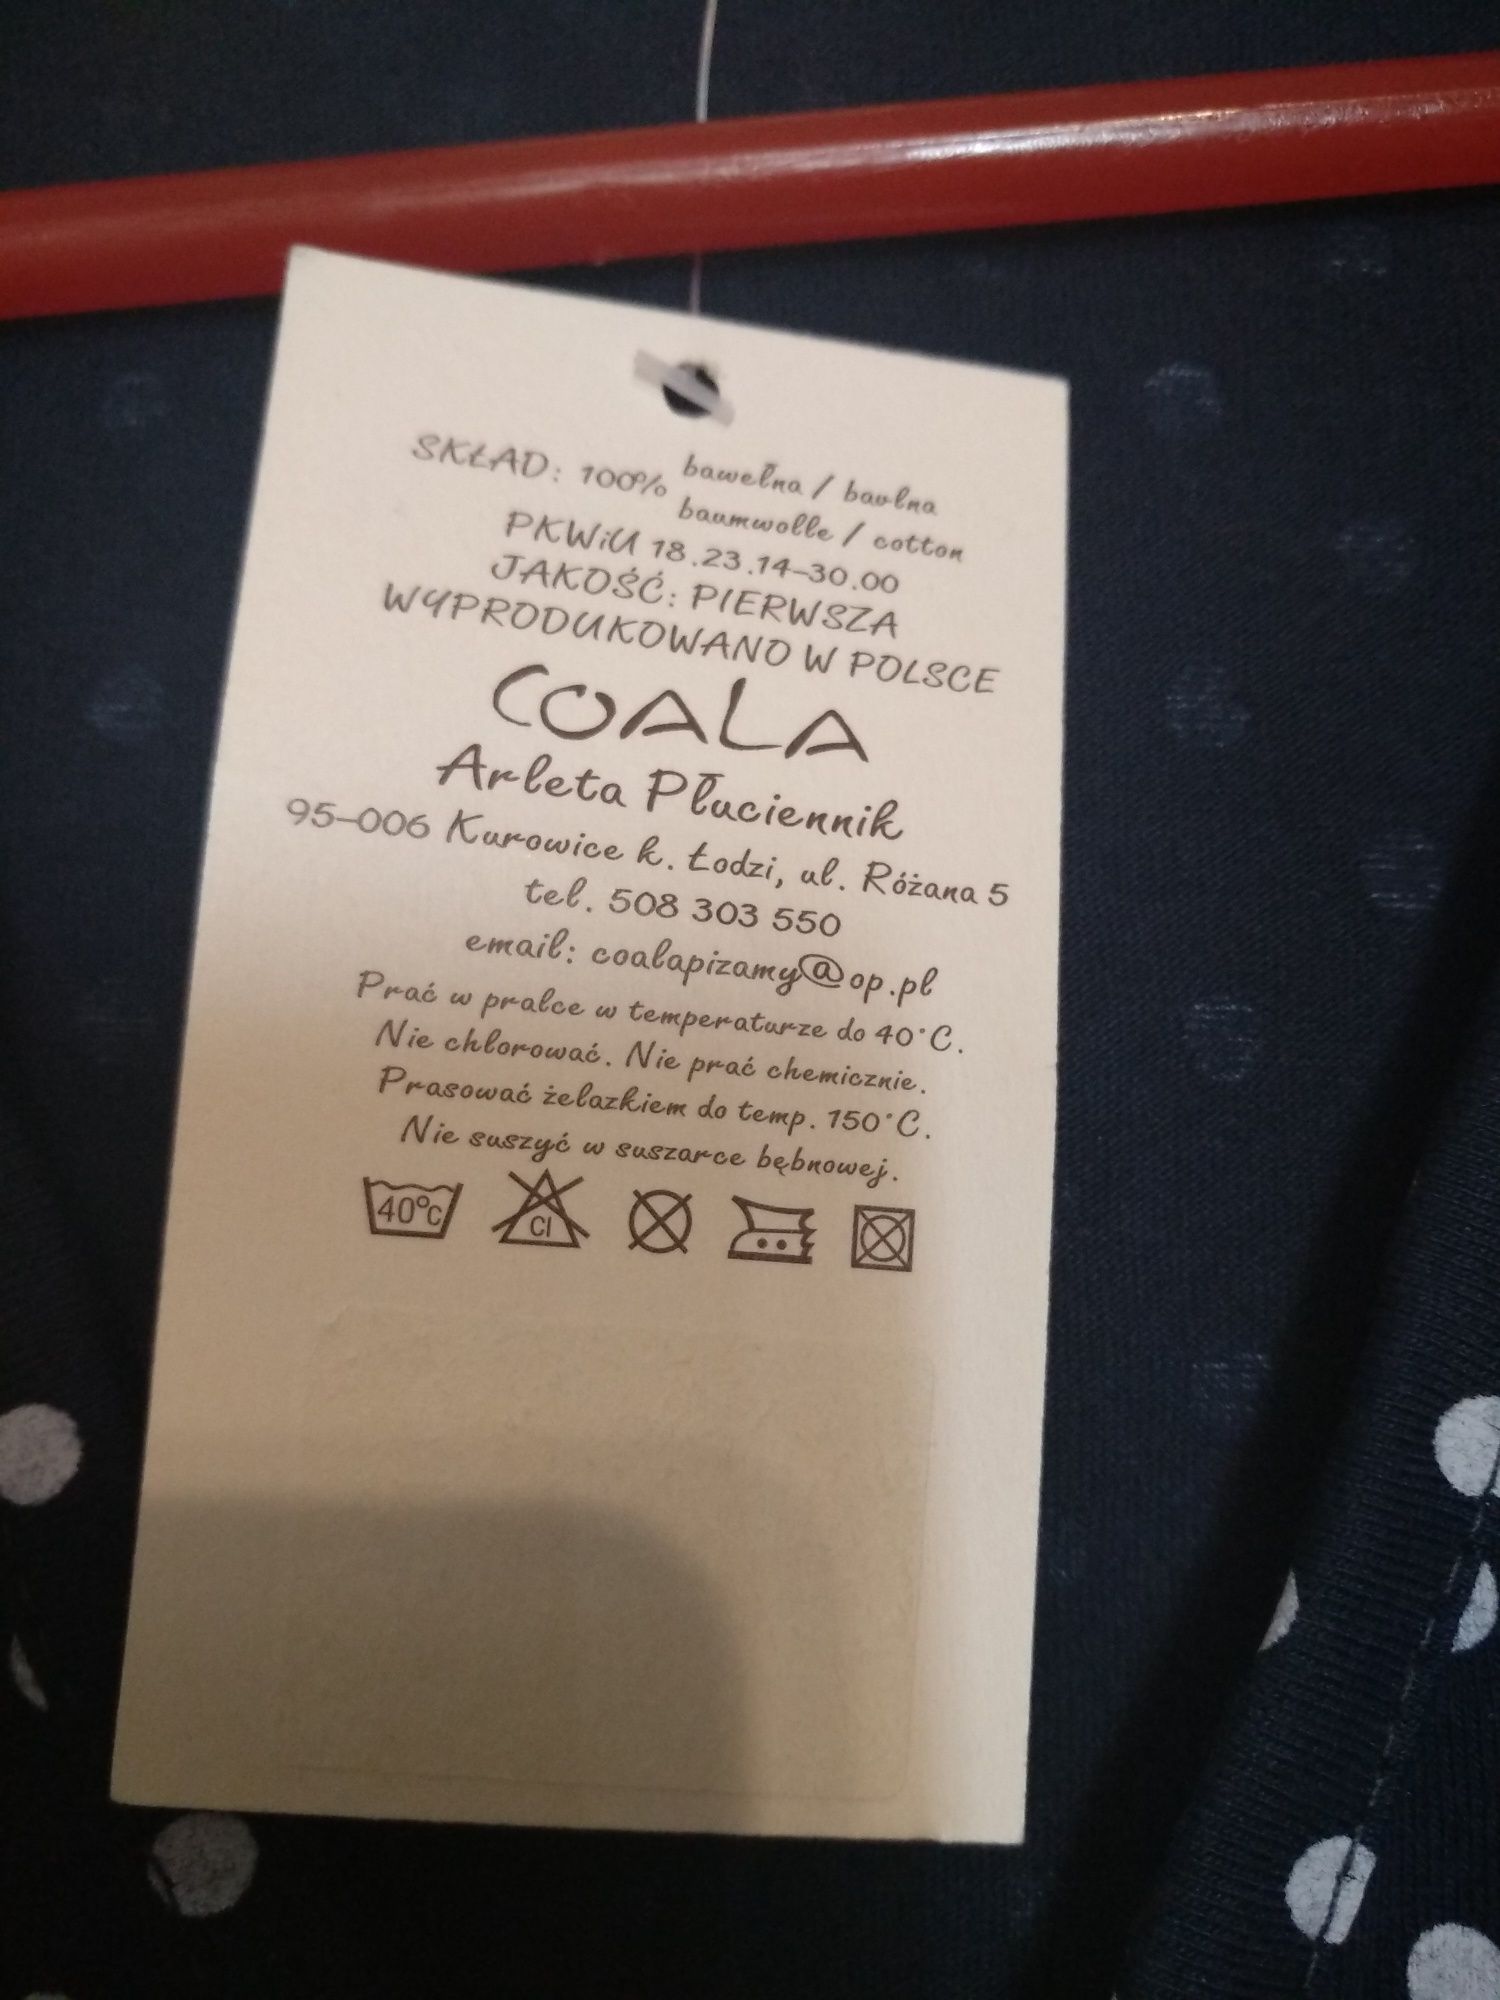 SKŁAD: 100% bawełna / bavlna
baumwolle / cotton
PKWiU 18.23.14-30.00
JAKOŚĆ: PIERWSZA
WYPRODUKOWANO W POLSCE
COALA
Arleta Płuciennik
95-006 Kurowice k. Łodzi, ul. Różana 5
tel. 508 303 550
email: coalapizamy@op.pl
Prać w pralce w temperaturze do 40°C.
Nie chlorować. Nie prać chemicznie.
Prasować żelazkiem do temp. 150°C.
Nie suszyć w suszarce bębnowej.
40°C Cl